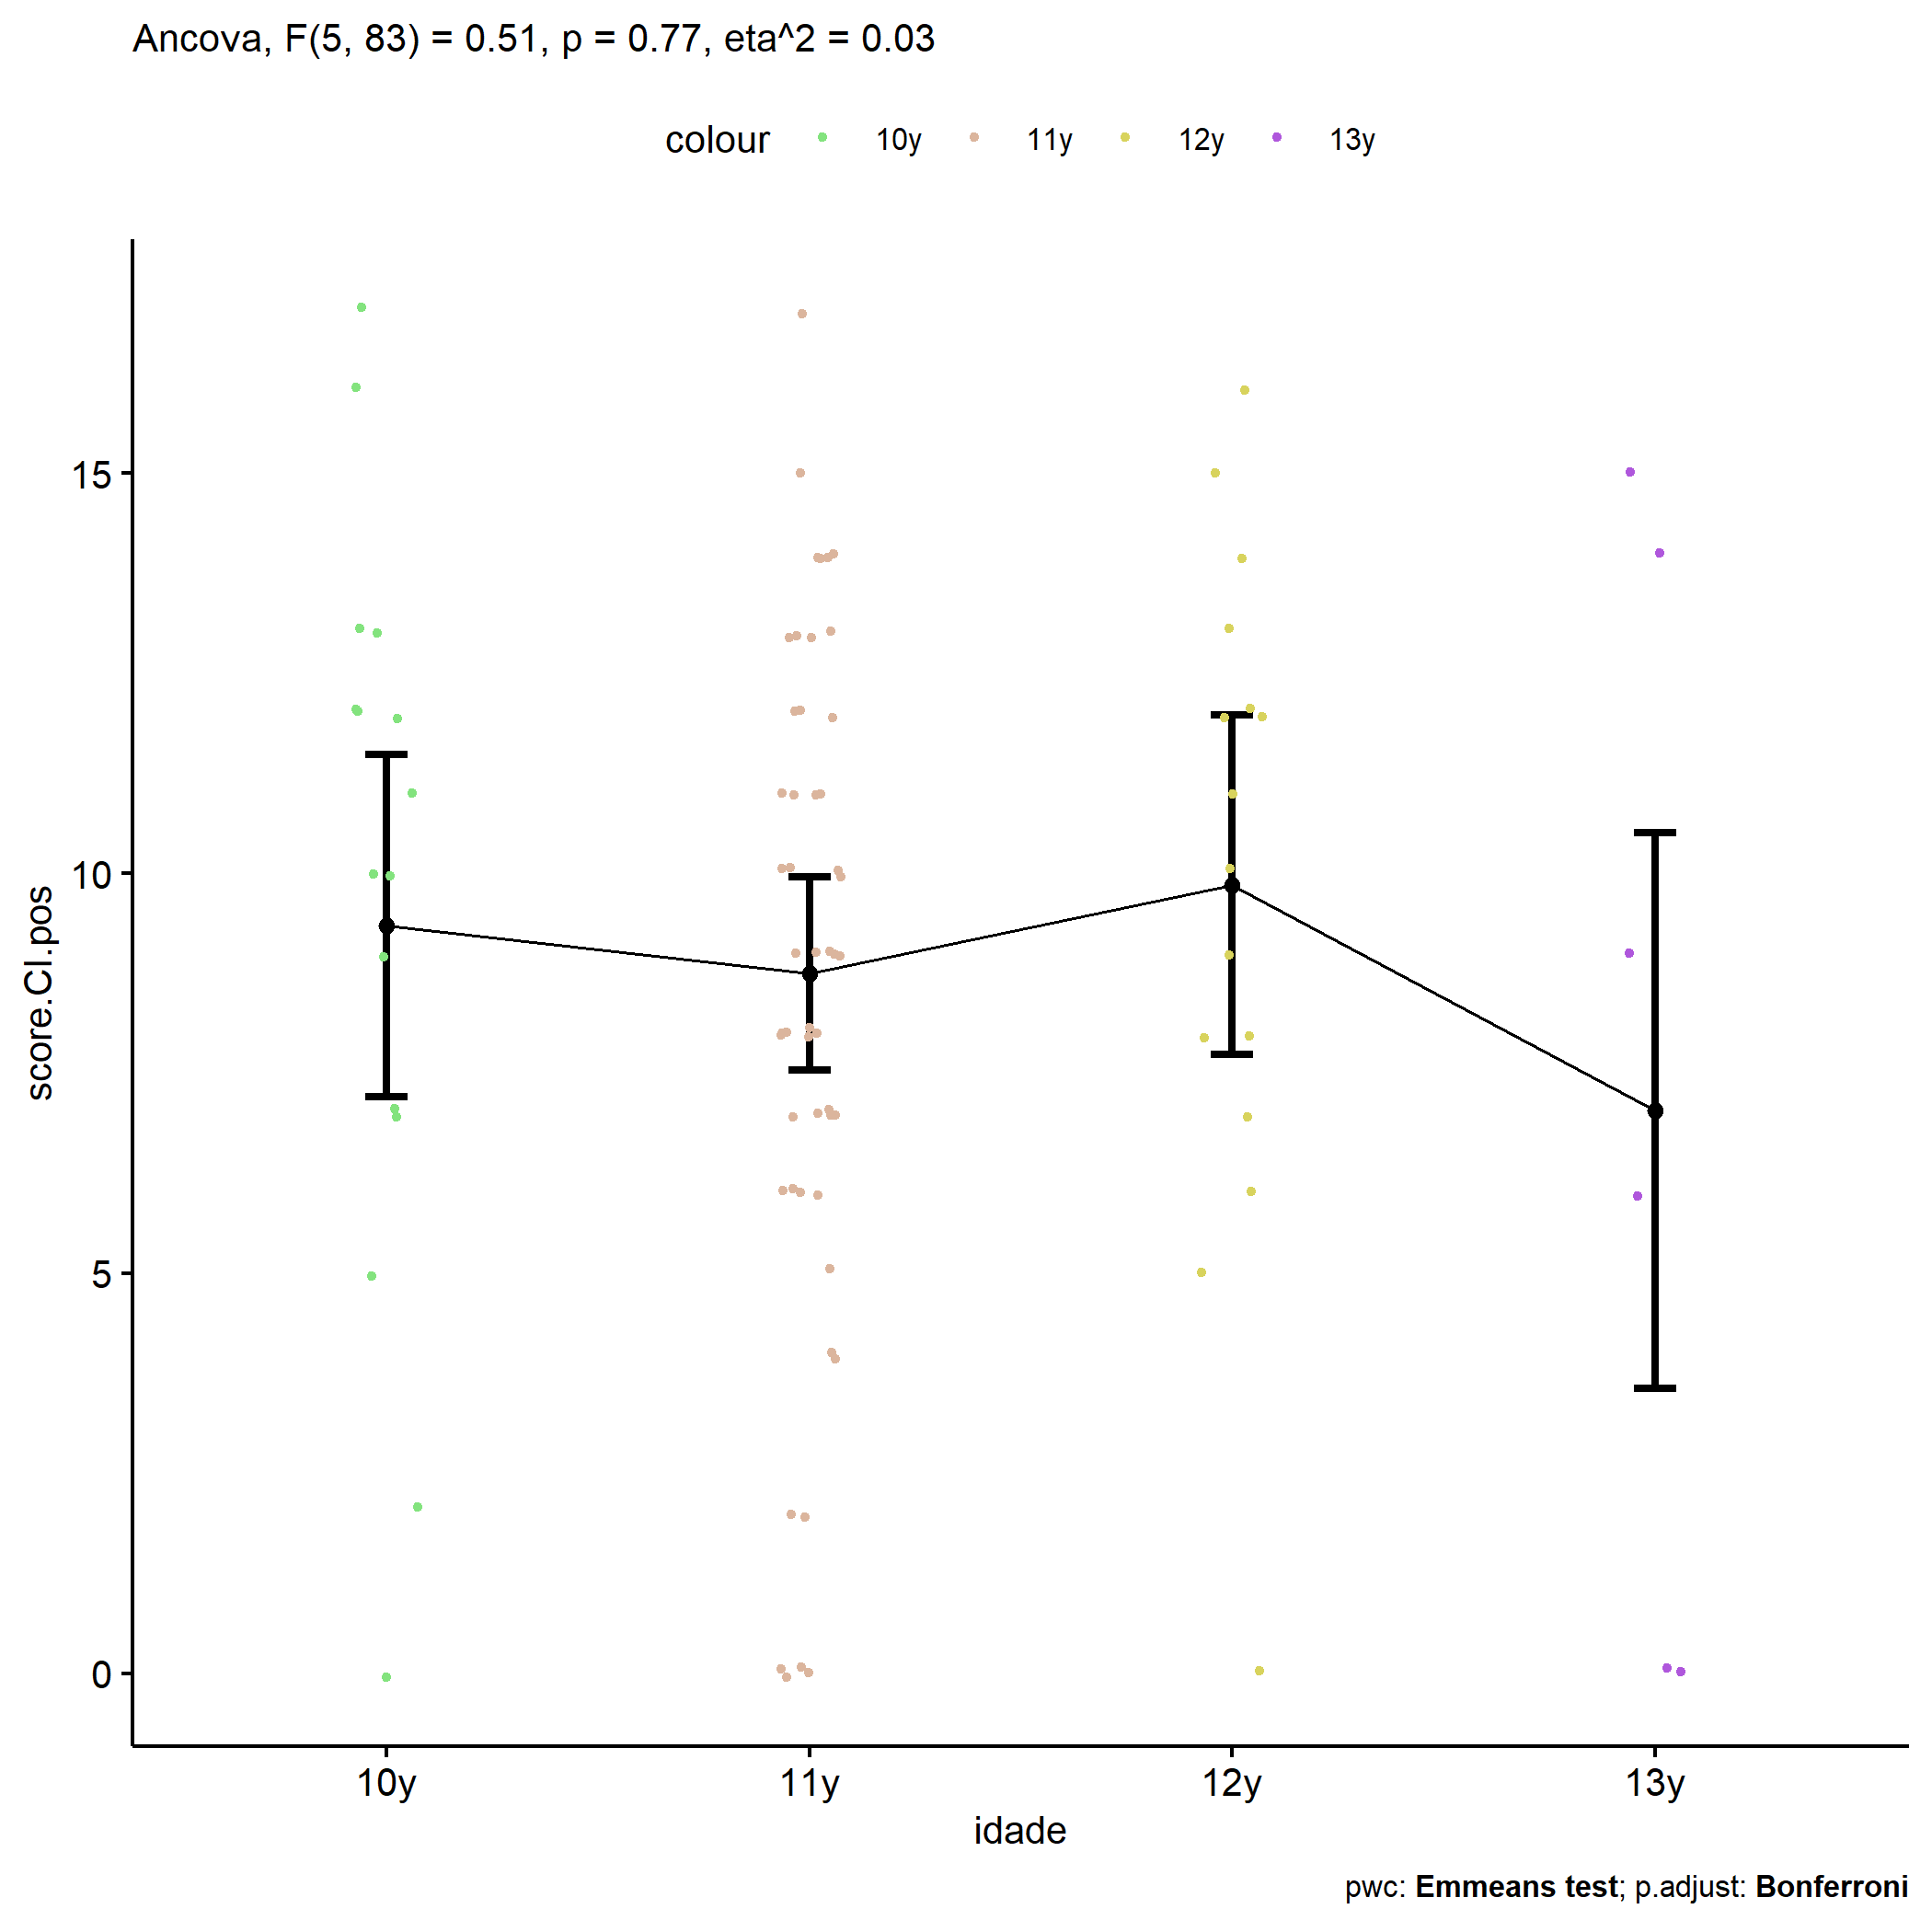 Ancova, F(5, 83) = 0.51, p = 0.77, eta^2 = 0.03
colour 10y 11y 12y 13y
score.CI.pos
15
10
5
0
10y 11y 12y 13y
idade
pwc: Emmeans test; p.adjust: Bonferroni